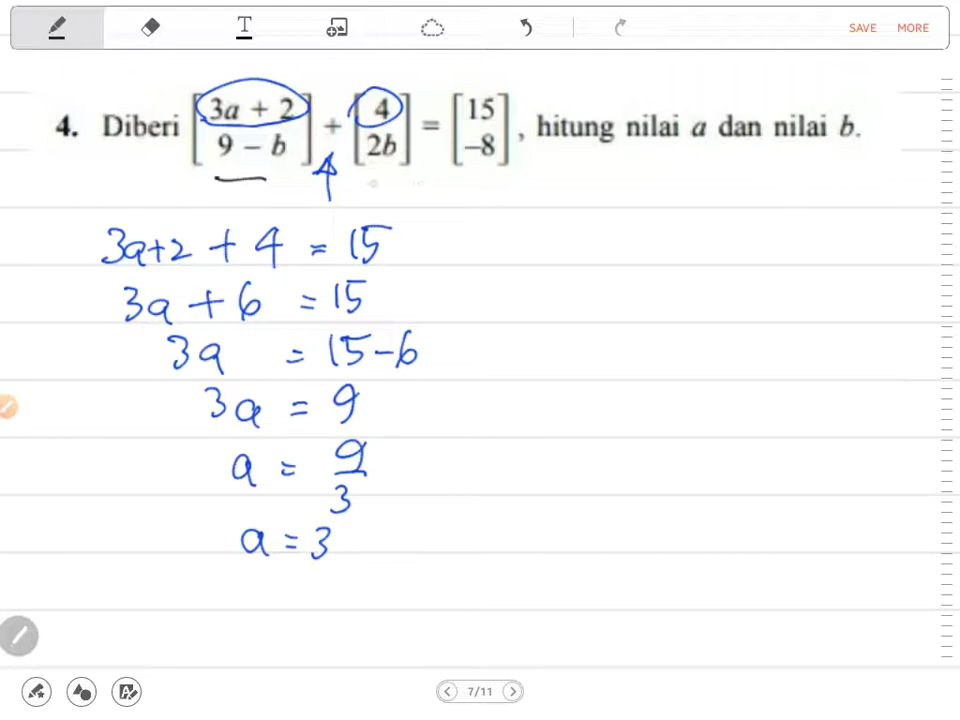 T SAVE MORE
4. Diberi [3a + 2 9 – b] + [4 2b] = [15 –8], hitung nilai a dan nilai b.
3a+2 + 4 = 15
3a + 6 = 15
3a = 15-6
3a = 9
a = 9/3
a = 3
7/11